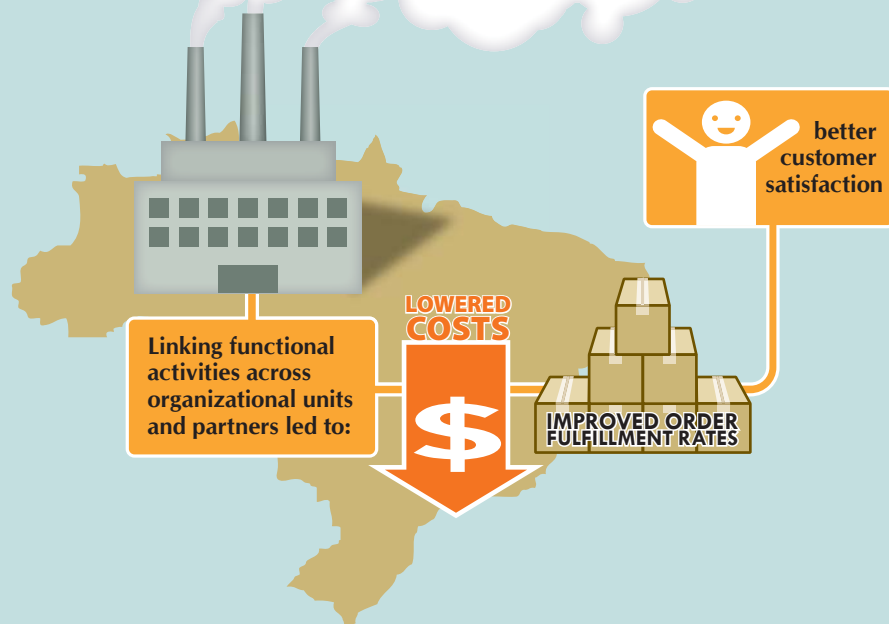 Linking functional
activities across
organizational units
and partners led to:
LOWERED
COSTS
$
IMPROVED ORDER
FULFILLMENT RATES
better
customer
satisfaction